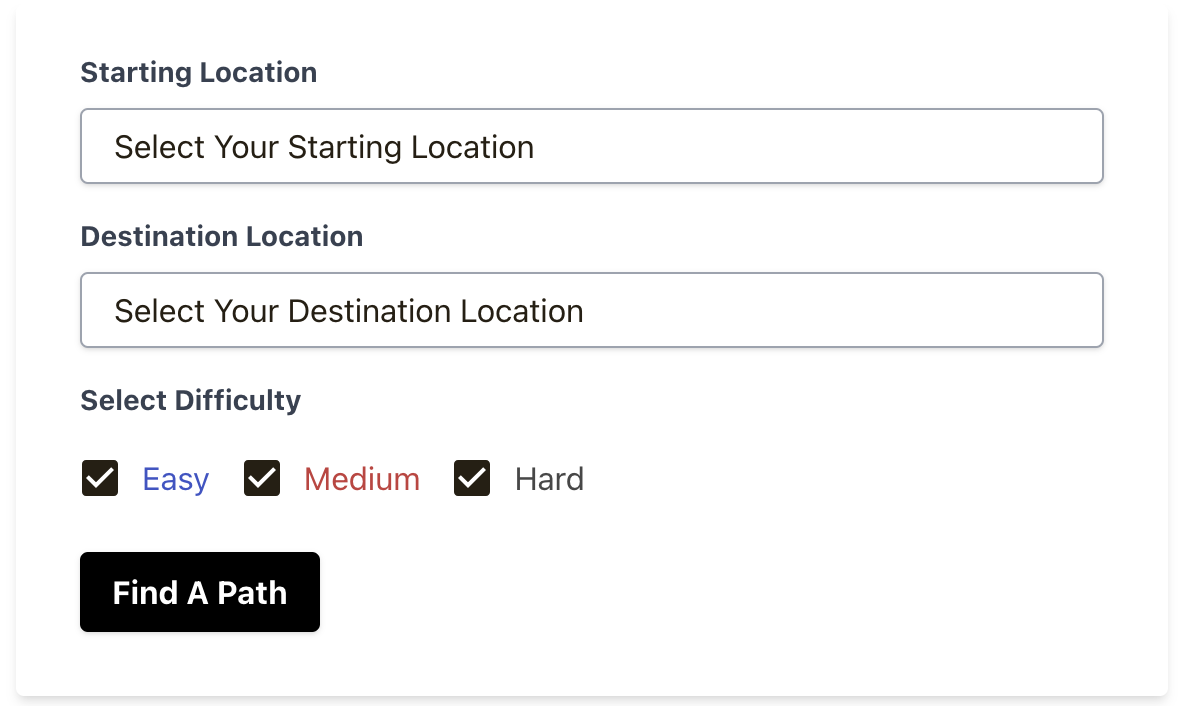 Starting Location
Select Your Starting Location
Destination Location
Select Your Destination Location
Select Difficulty
Easy Medium Hard
Find A Path